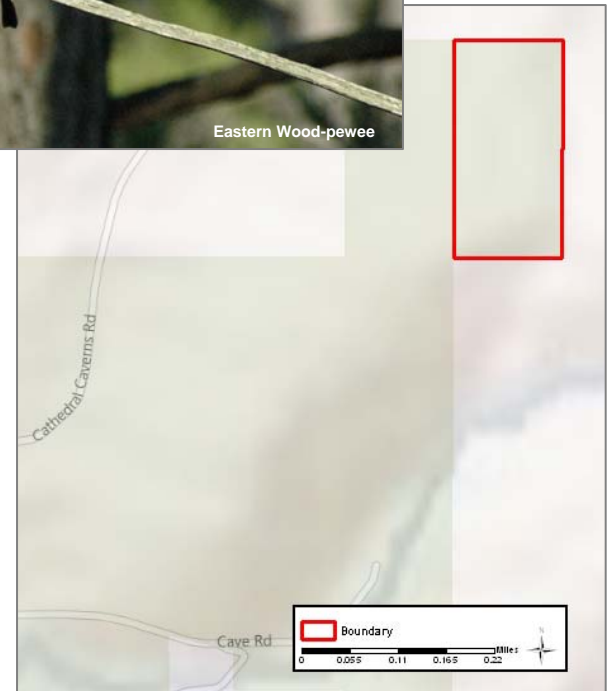 Eastern Wood-pewee
Cathedral Caverns Rd
Cave Rd
Boundary
Miles
0 0.055 0.11 0.165 0.22
N